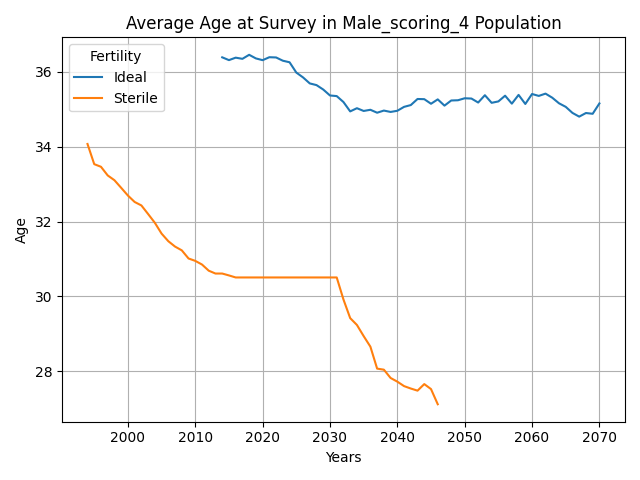 Average Age at Survey in Male_scoring_4 Population
Fertility
Ideal
Sterile
36
34
32
30
28
Age
2000 2010 2020 2030 2040 2050 2060 2070
Years